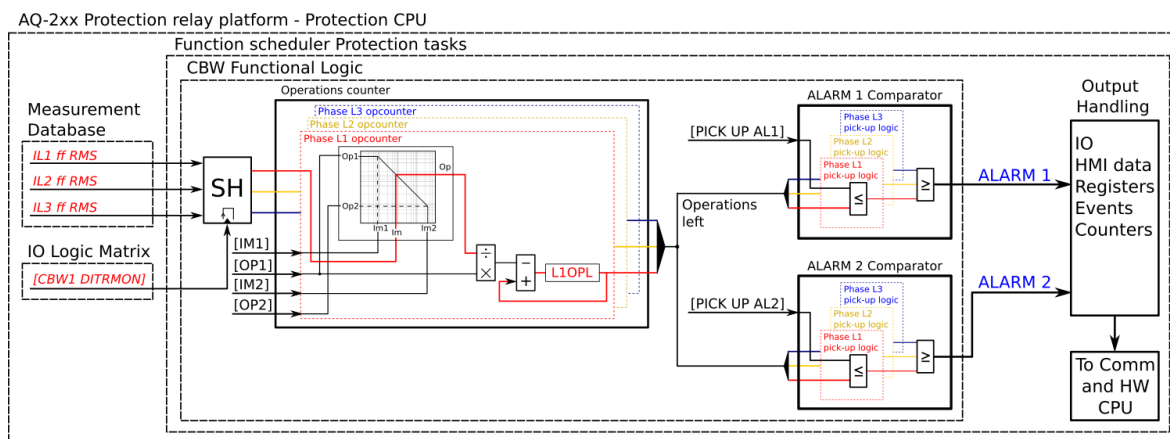 AQ-2xx Protection relay platform - Protection CPU
Function scheduler Protection tasks
CBW Functional Logic
Measurement
Database
IL1 ff RMS
IL2 ff RMS
IL3 ff RMS
IO Logic Matrix
[CBW1 DITRMON]
SH
Operations counter
Phase L3 opcounter
Phase L2 opcounter
Phase L1 opcounter
Op1
Op
Op2
Im1
Im
Im2
[IM1]
[OP1]
[IM2]
[OP2]
÷
×
−
+
L1OPL
Operations
left
ALARM 1 Comparator
[PICK UP AL1]
Phase L3
pick-up logic
Phase L2
pick-up logic
Phase L1
pick-up logic
≤
≥
ALARM 1
ALARM 2 Comparator
[PICK UP AL2]
Phase L3
pick-up logic
Phase L2
pick-up logic
Phase L1
pick-up logic
≤
≥
ALARM 2
Output
Handling
IO
HMI data
Registers
Events
Counters
To Comm
and HW
CPU